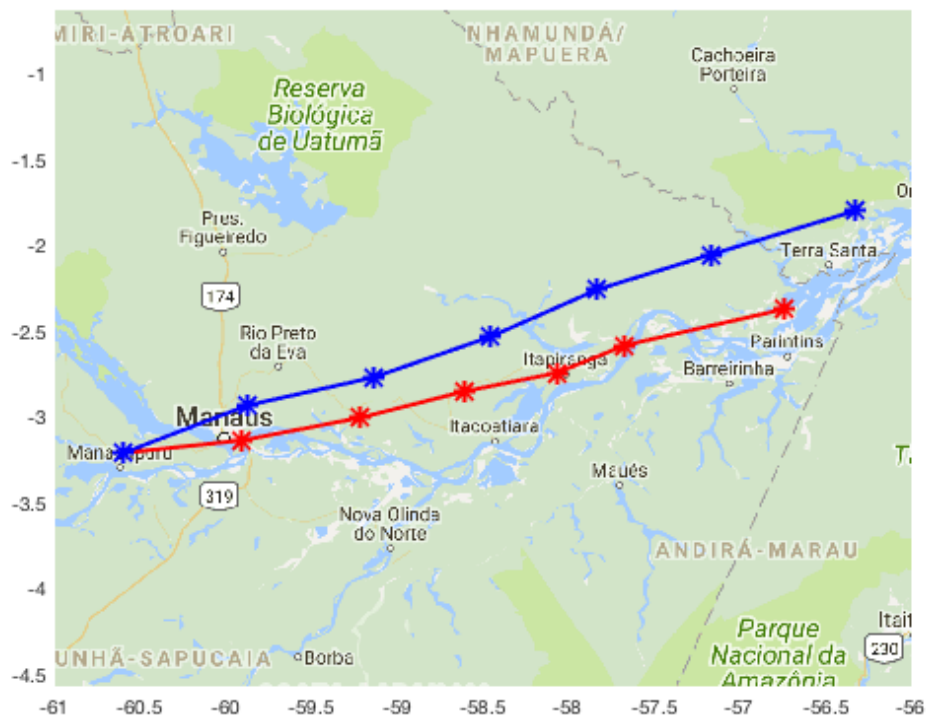 MIRI-ATROARI
NHAMUNDÁ/
MAPUERA
Cachoeira
Porteira
-1
Reserva
Biológica
de Uatumã
-1.5
Pres.
Figueiredo
-2
Terra Santa
174
Rio Preto
da Eva
-2.5
Itapiranga
Parintins
Barreirinha
Manaus
-3
Itacoatiara
Maués
319
-3.5
Nova Olinda
do Norte
ANDIRÁ-MARAU
-4
Itait
Parque
Nacional da
Amazônia
230
UNHÃ-SAPUCAIA
Borba
-4.5
-61
-60.5
-60
-59.5
-59
-58.5
-58
-57.5
-57
-56.5
-56